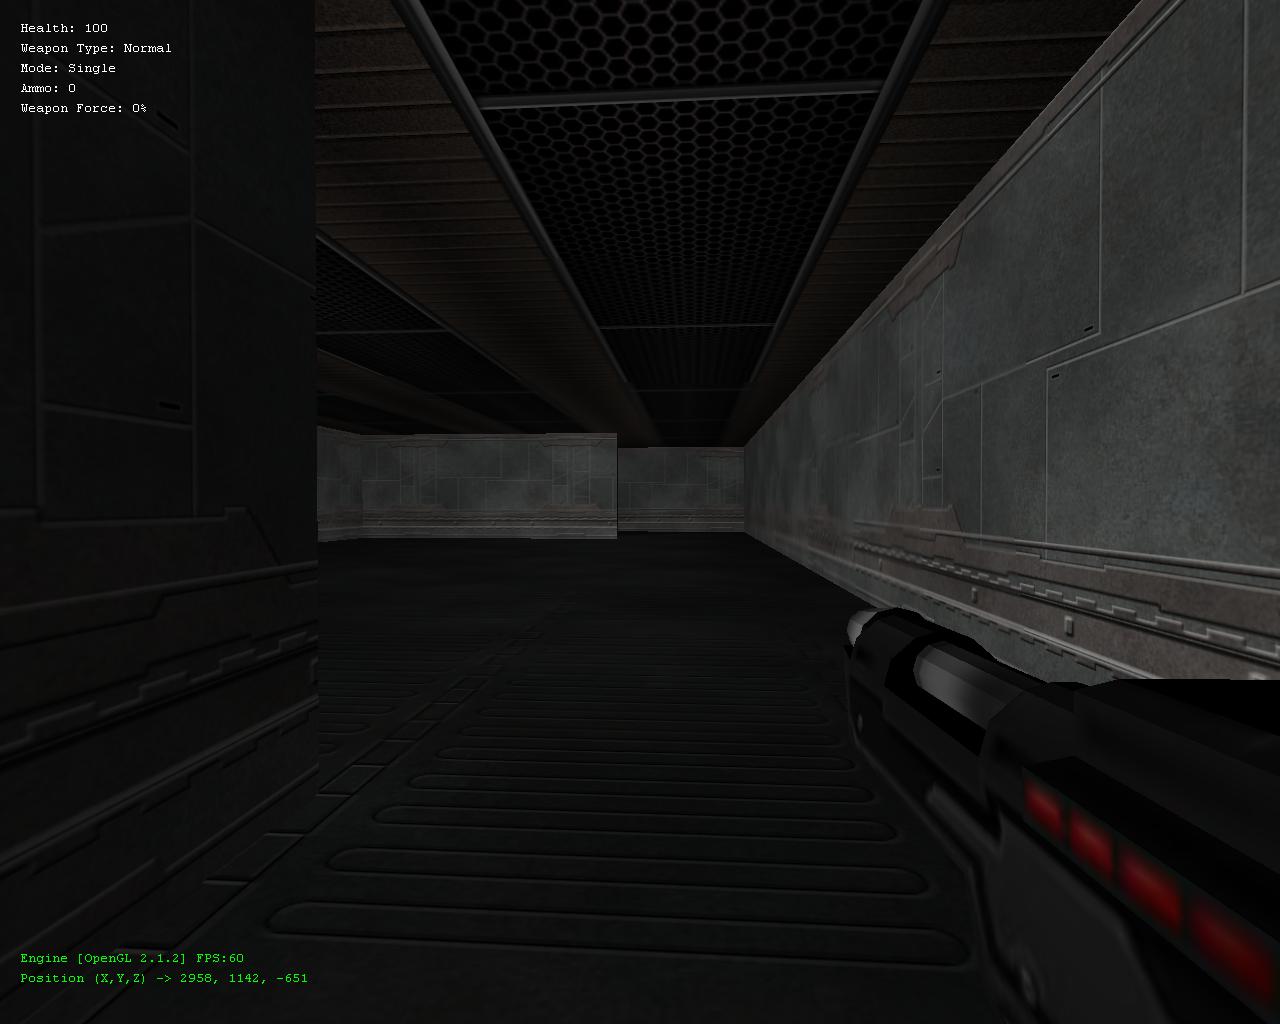 Health: 100
Weapon Type: Normal
Mode: Single
Ammo: 0
Weapon Force: 0%
Engine [OpenGL 2.1.2] FPS:60
Position (X,Y,Z) -> 2958, 1142, -651